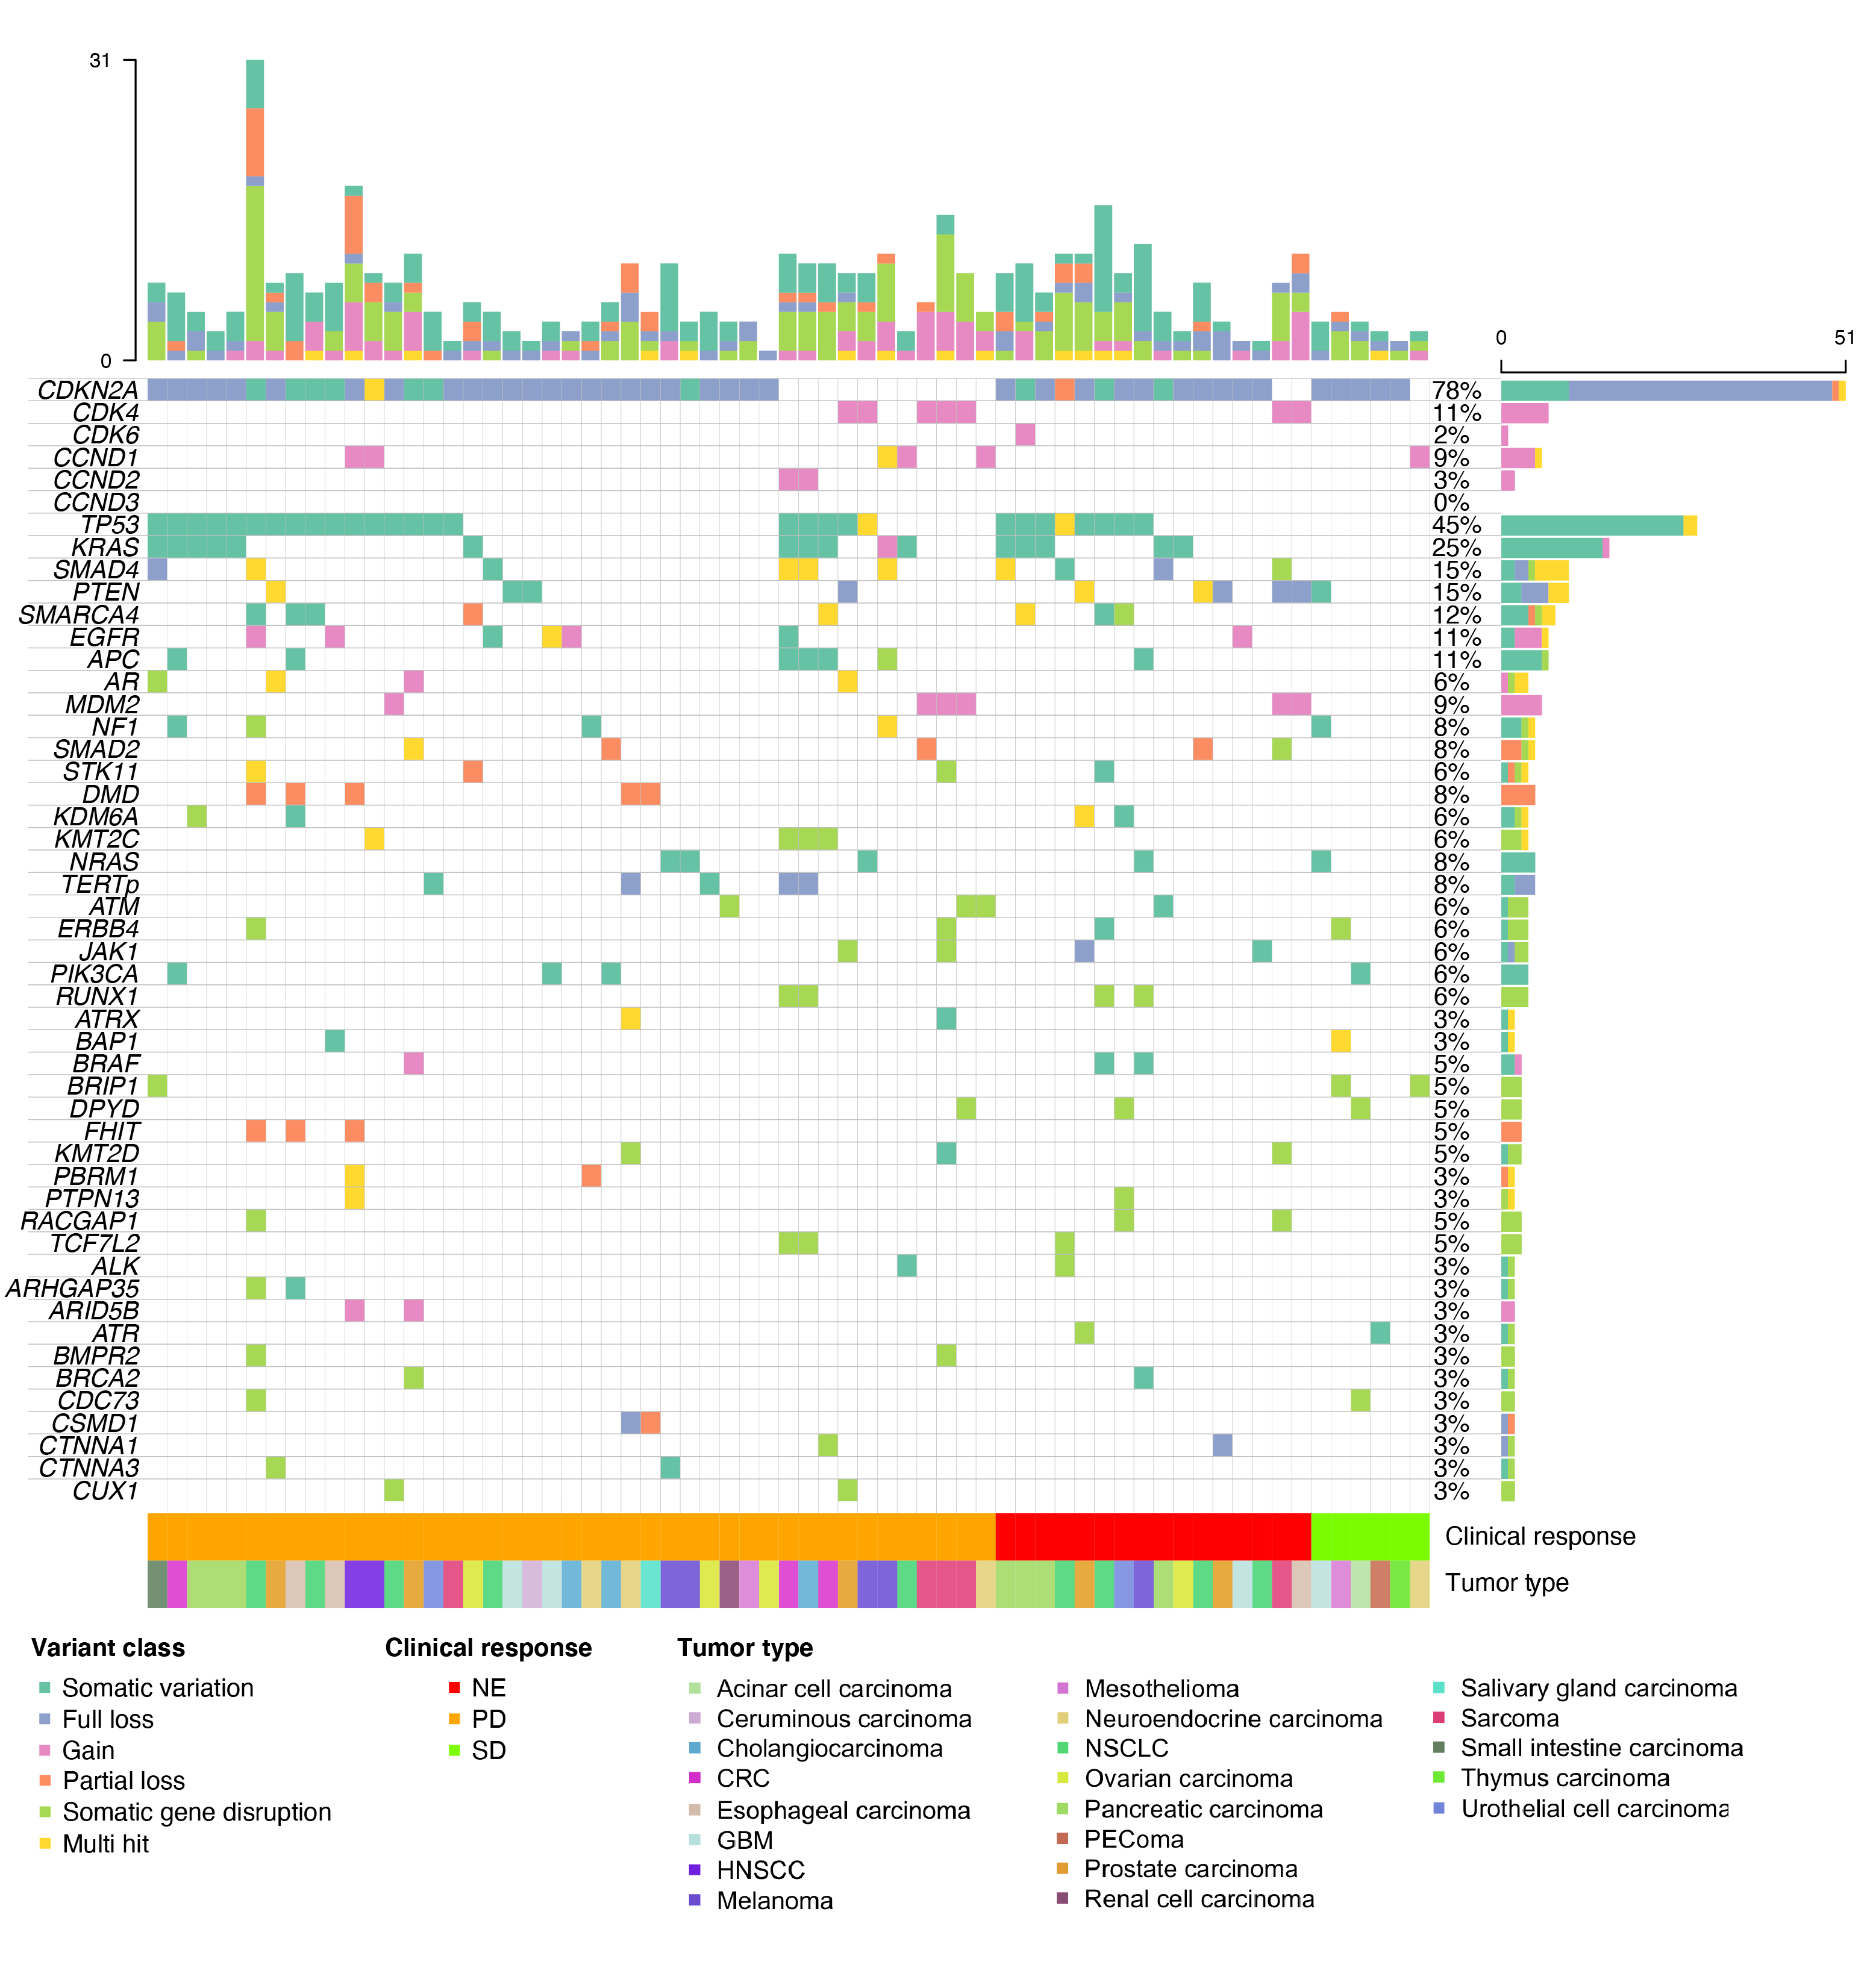 31
0
0 51
CDKN2A 78%
CDK4 11%
CDK6 2%
CCND1 9%
CCND2 3%
CCND3 0%
TP53 45%
KRAS 25%
SMAD4 15%
PTEN 15%
SMARCA4 12%
EGFR 11%
APC 11%
AR 6%
MDM2 9%
NF1 8%
SMAD2 8%
STK11 6%
DMD 8%
KDM6A 6%
KMT2C 6%
NRAS 8%
TERTp 8%
ATM 6%
ERBB4 6%
JAK1 6%
PIK3CA 6%
RUNX1 6%
ATRX 3%
BAP1 3%
BRAF 5%
BRIP1 5%
DPYD 5%
FHIT 5%
KMT2D 5%
PBRM1 3%
PTPN13 3%
RACGAP1 5%
TCF7L2 5%
ALK 3%
ARHGAP35 3%
ARID5B 3%
ATR 3%
BMPR2 3%
BRCA2 3%
CDC73 3%
CSMD1 3%
CTNNA1 3%
CTNNA3 3%
CUX1 3%
Clinical response
Tumor type
Variant class
Somatic variation
Full loss
Gain
Partial loss
Somatic gene disruption
Multi hit
Clinical response
NE
PD
SD
Tumor type
Acinar cell carcinoma
Ceruminous carcinoma
Cholangiocarcinoma
CRC
Esophageal carcinoma
GBM
HNSCC
Melanoma
Mesothelioma
Neuroendocrine carcinoma
NSCLC
Ovarian carcinoma
Pancreatic carcinoma
PEComa
Prostate carcinoma
Renal cell carcinoma
Salivary gland carcinoma
Sarcoma
Small intestine carcinoma
Thymus carcinoma
Urothelial cell carcinoma